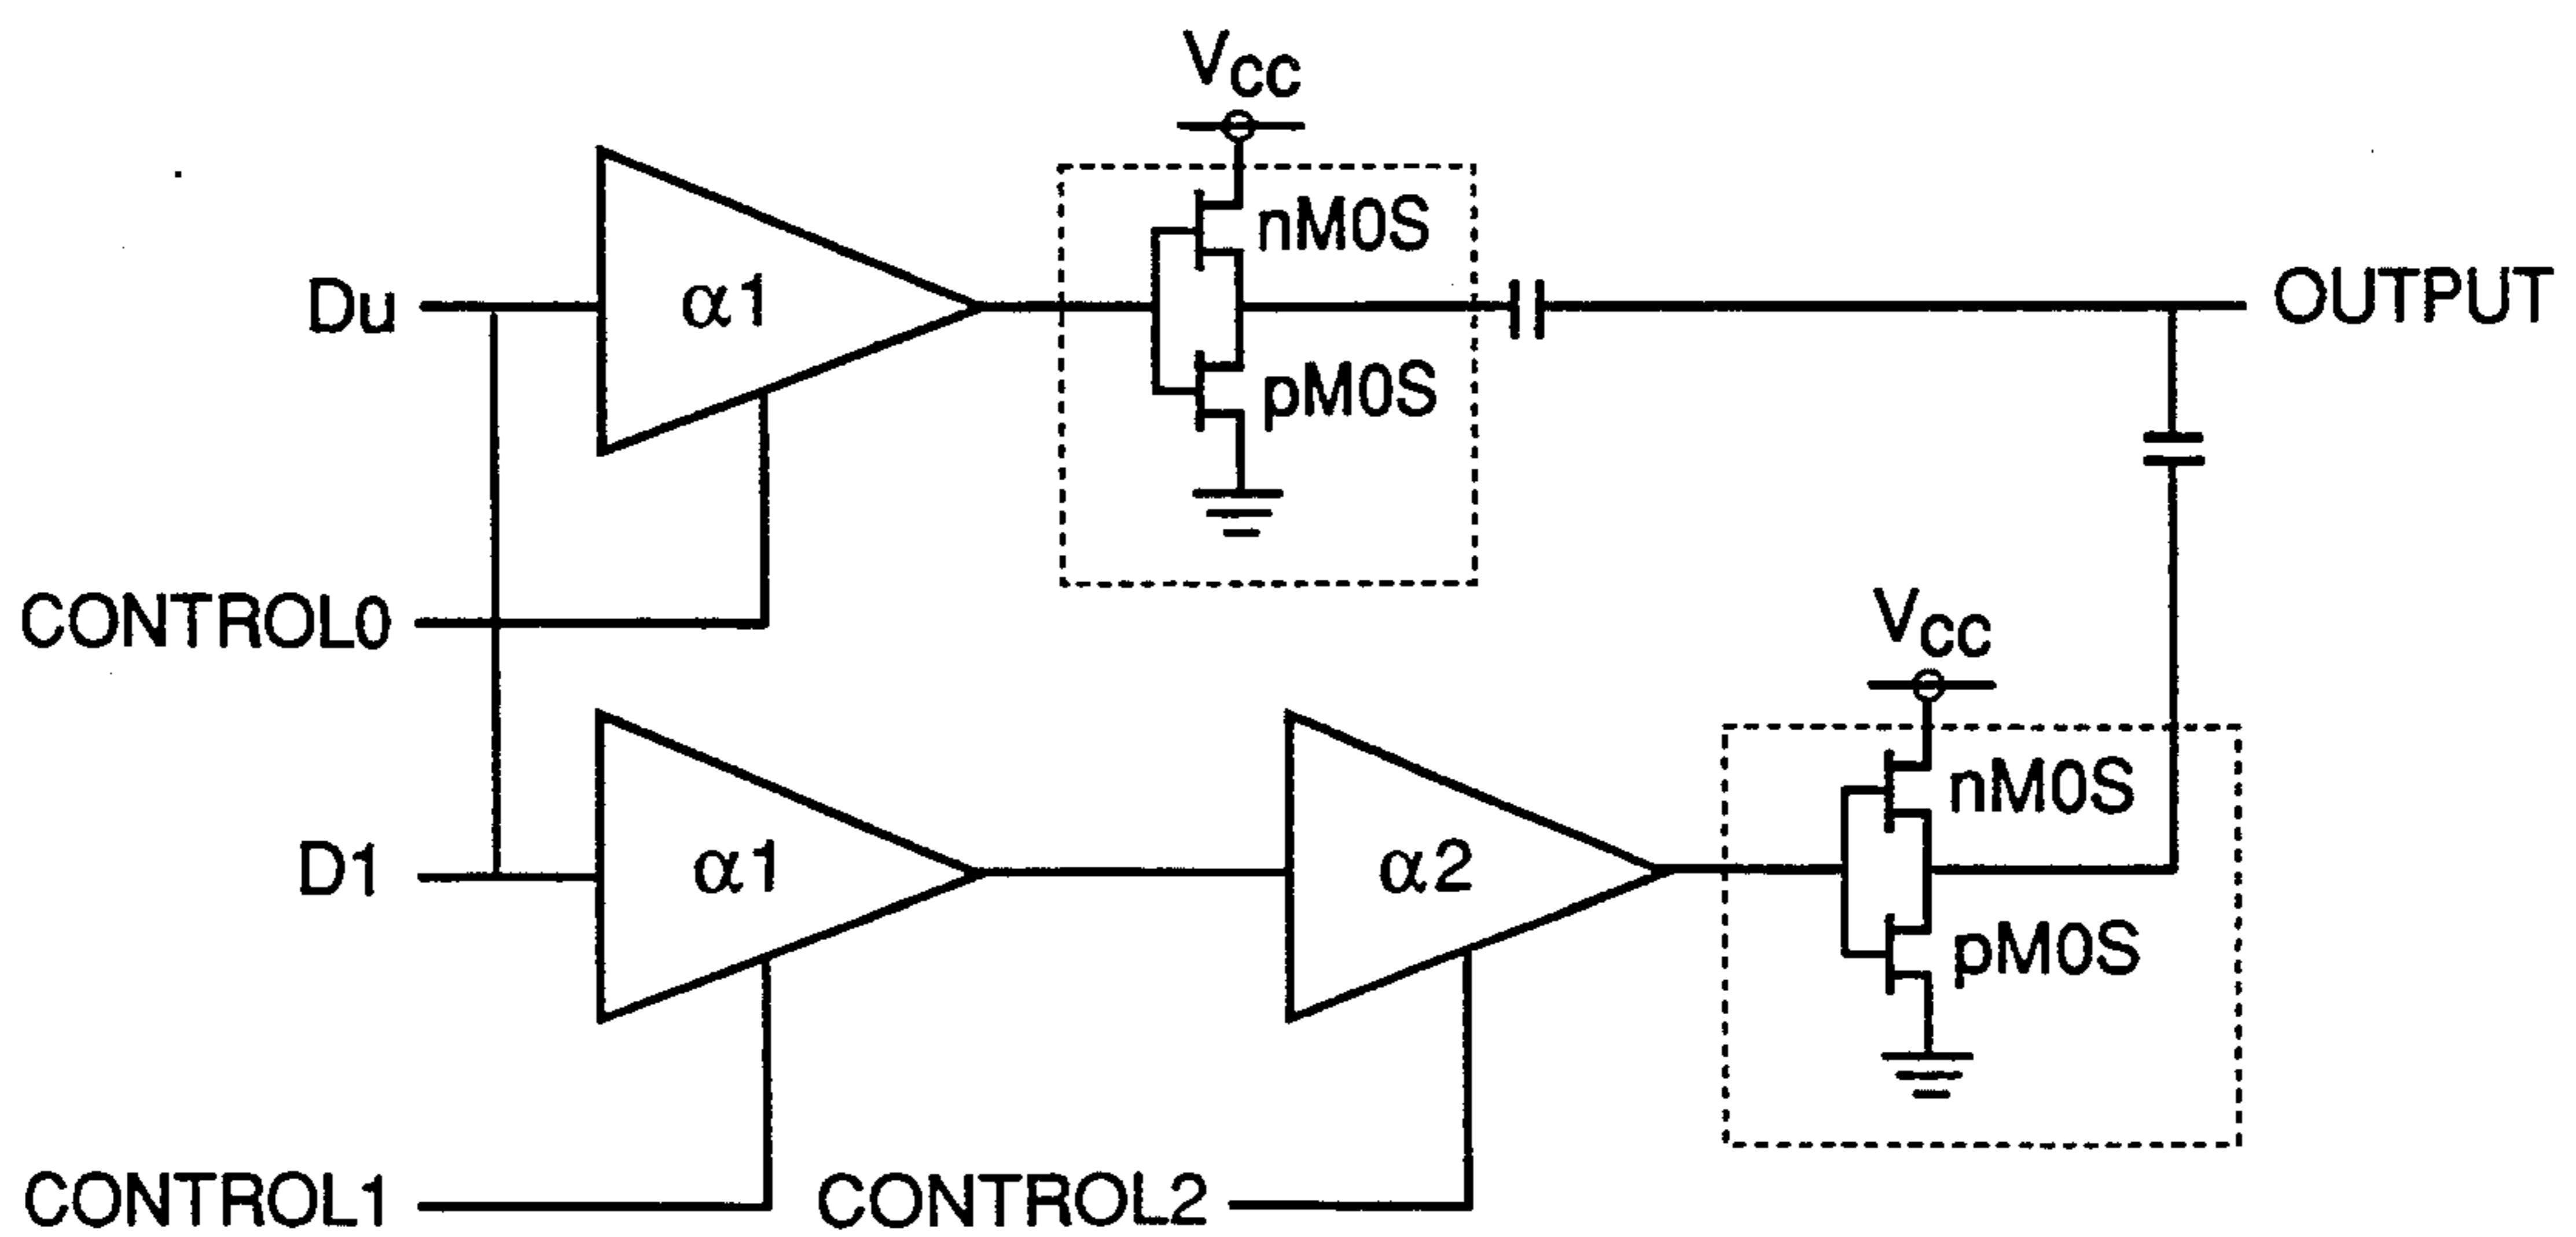 VCC
nM0S
Du
α1
OUTPUT
pM0S
CONTROL0
VCC
nM0S
D1
α1
α2
pM0S
CONTROL1
CONTROL2